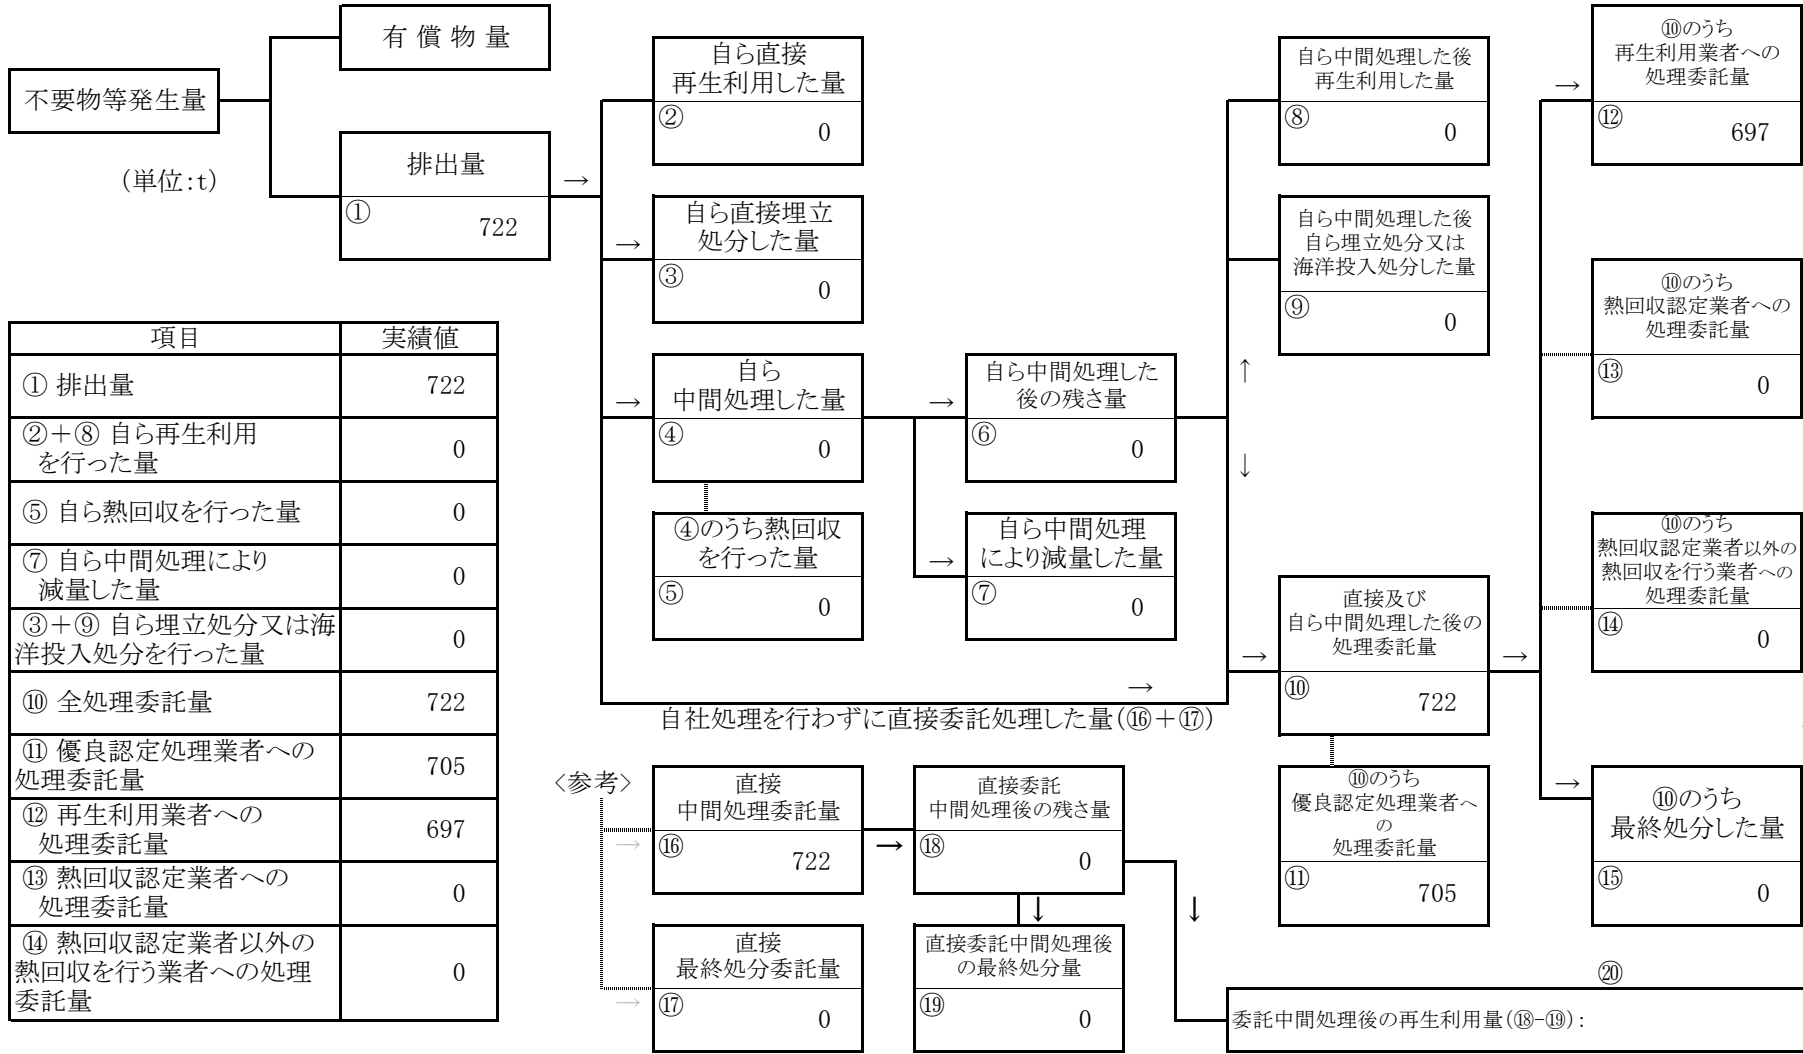 有償物量
不要物等発生量
(単位:t)
排出量
①
722
→
自ら直接
再生利用した量
②
0
→
自ら直接埋立
処分した量
③
0
→
自ら
中間処理した量
④
0
④のうち熱回収
を行った量
⑤
0
→
自ら中間処理した
後の残さ量
⑥
0
→
自ら中間処理
により減量した量
⑦
0
↑
↓
自ら中間処理した後
再生利用した量
⑧
0
自ら中間処理した後
自ら埋立処分又は
海洋投入処分した量
⑨
0
→
自社処理を行わずに直接委託処理した量(⑯+⑰)
→
直接及び
自ら中間処理した後の
処理委託量
⑩
722
⑩のうち
優良認定処理業者へ
の
処理委託量
⑪
705
→
→
⑩のうち
再生利用業者への
処理委託量
⑫
697
⑩のうち
熱回収認定業者への
処理委託量
⑬
0
⑩のうち
熱回収認定業者以外の
熱回収を行う業者への
処理委託量
⑭
0
→
⑩のうち
最終処分した量
⑮
0
項目 実績値
① 排出量 722
②+⑧ 自ら再生利用
を行った量 0
⑤ 自ら熱回収を行った量 0
⑦ 自ら中間処理により
減量した量 0
③+⑨ 自ら埋立処分又は海
洋投入処分を行った量 0
⑩ 全処理委託量 722
⑪ 優良認定処理業者への
処理委託量 705
⑫ 再生利用業者への
処理委託量 697
⑬ 熱回収認定業者への
処理委託量 0
⑭ 熱回収認定業者以外の
熱回収を行う業者への処理
委託量 0
<参考>
→
直接
中間処理委託量
⑯
722
→
直接委託
中間処理後の残さ量
⑱
0
↓
↓
→
直接
最終処分委託量
⑰
0
直接委託中間処理後
の最終処分量
⑲
0
⑳
委託中間処理後の再生利用量(⑱-⑲):